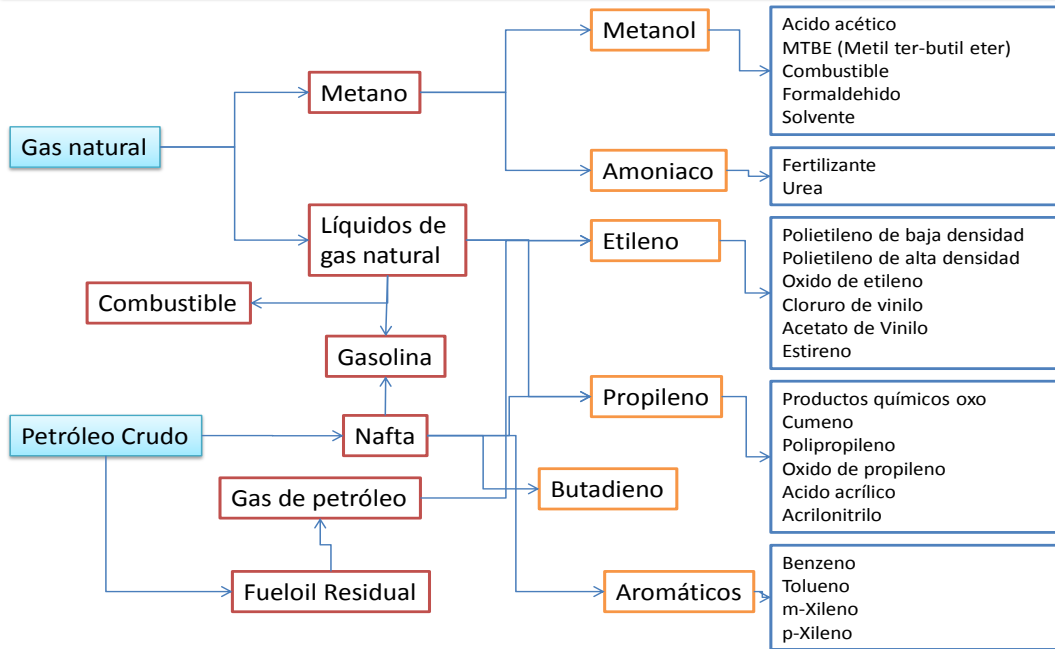 Gas natural
Petróleo Crudo
Metano
Líquidos de
gas natural
Combustible
Gasolina
Nafta
Gas de petróleo
Fueloil Residual
Metanol
Amoniaco
Etileno
Propileno
Butadieno
Aromáticos
Acido acético
MTBE (Metil ter-butil eter)
Combustible
Formaldehido
Solvente
Fertilizante
Urea
Polietileno de baja densidad
Polietileno de alta densidad
Oxido de etileno
Cloruro de vinilo
Acetato de Vinilo
Estireno
Productos químicos oxo
Cumeno
Polipropileno
Oxido de propileno
Acido acrílico
Acrilonitrilo
Benzeno
Tolueno
m-Xileno
p-Xileno